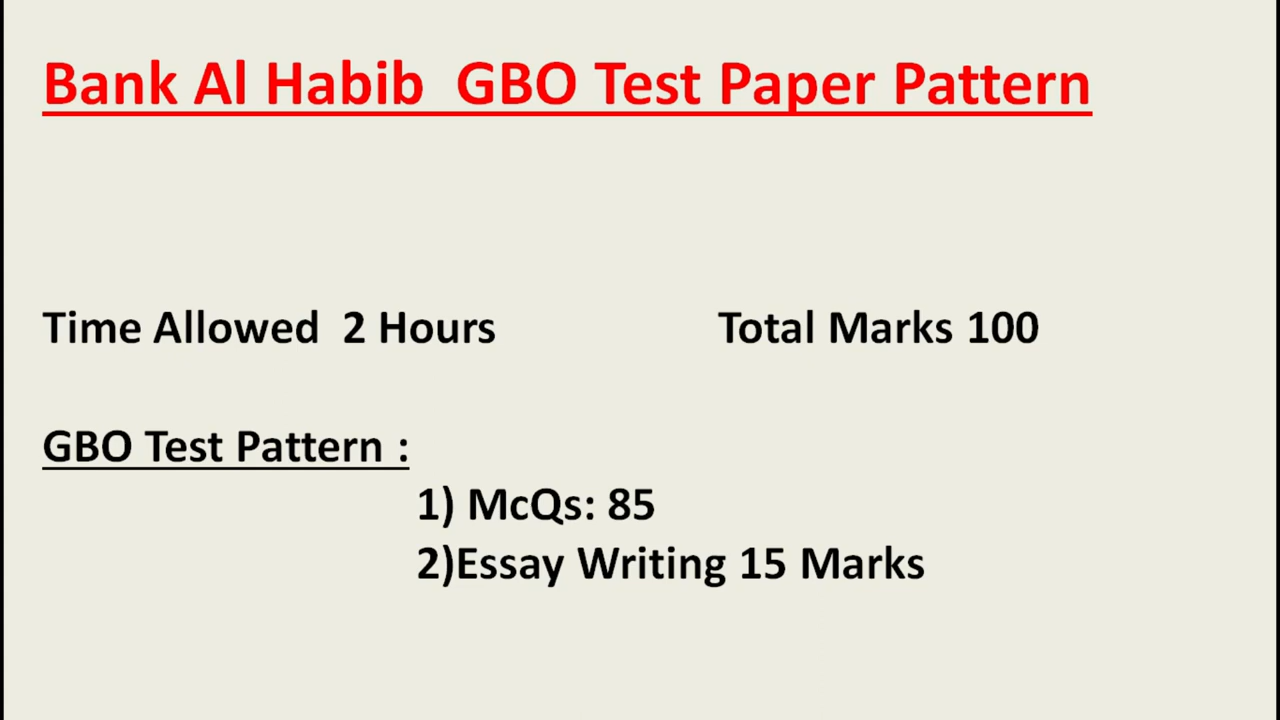 Bank Al Habib GBO Test Paper Pattern
Time Allowed 2 Hours Total Marks 100
GBO Test Pattern :
1) McQs: 85
2)Essay Writing 15 Marks